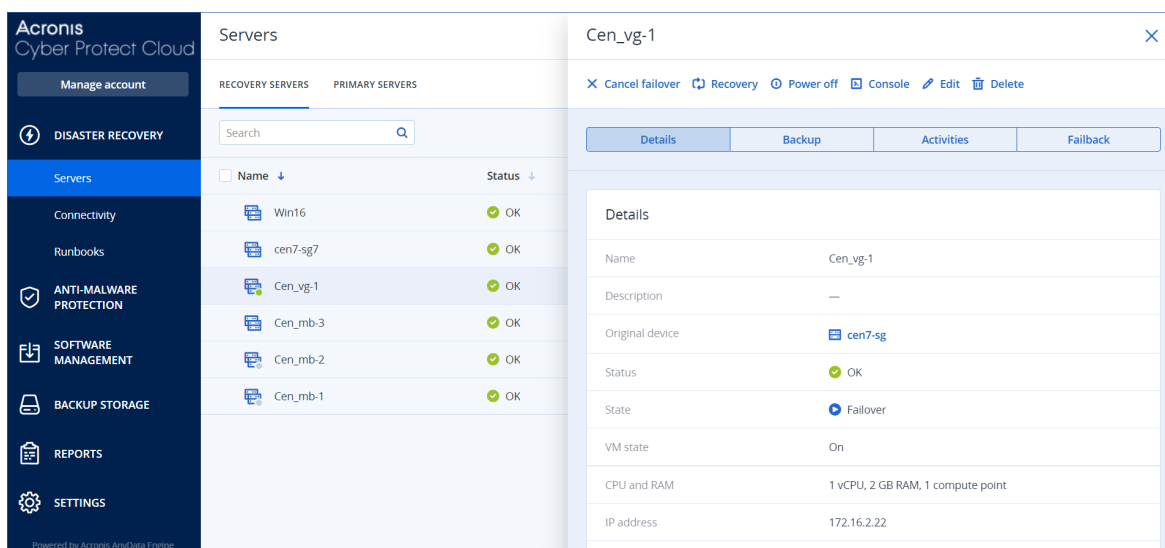 Acronis
Cyber Protect Cloud
Manage account
DISASTER RECOVERY
Servers
Connectivity
Runbooks
ANTI-MALWARE
PROTECTION
SOFTWARE
MANAGEMENT
BACKUP STORAGE
REPORTS
SETTINGS
Powered by Acronis AnyData Engine
Servers
RECOVERY SERVERS PRIMARY SERVERS
Search
Name Status
Win16 OK
cen7-sg7 OK
Cen_vg-1 OK
Cen_mb-3 OK
Cen_mb-2 OK
Cen_mb-1 OK
Cen_vg-1
Cancel failover Recovery Power off Console Edit Delete
Details Backup Activities Failback
Details
Name Cen_vg-1
Description —
Original device cen7-sg
Status OK
State Failover
VM state On
CPU and RAM 1 vCPU, 2 GB RAM, 1 compute point
IP address 172.16.2.22